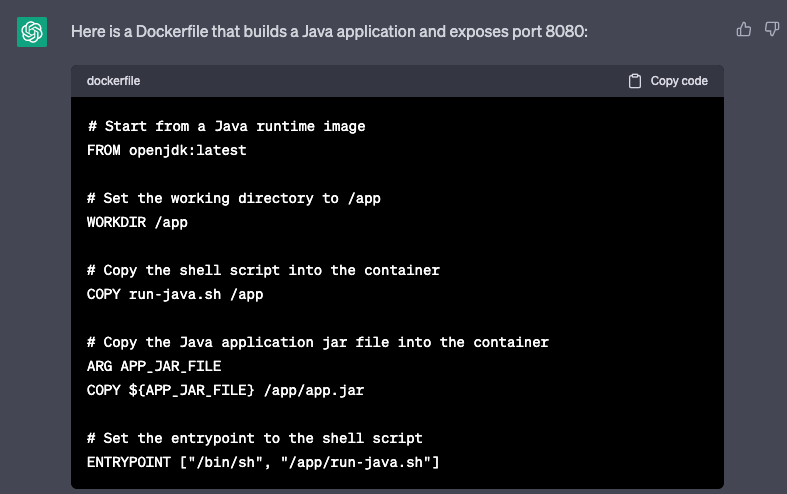 Here is a Dockerfile that builds a Java application and exposes port 8080:
dockerfile
Copy code
# Start from a Java runtime image
FROM openjdk:latest
# Set the working directory to /app
WORKDIR /app
# Copy the shell script into the container
COPY run-java.sh /app
# Copy the Java application jar file into the container
ARG APP_JAR_FILE
COPY ${APP_JAR_FILE} /app/app.jar
# Set the entrypoint to the shell script
ENTRYPOINT ["/bin/sh", "/app/run-java.sh"]